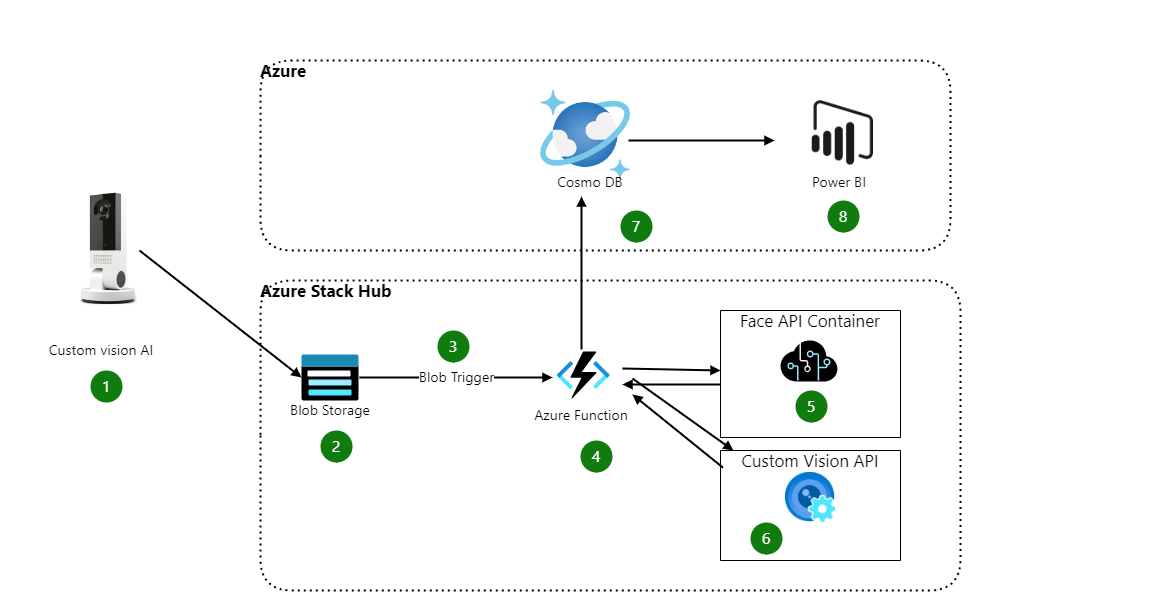 Azure
Cosmo DB
Power BI
7
8
Custom vision AI
1
Azure Stack Hub
Blob Storage
2
3
Blob Trigger
Azure Function
4
Face API Container
5
Custom Vision API
6